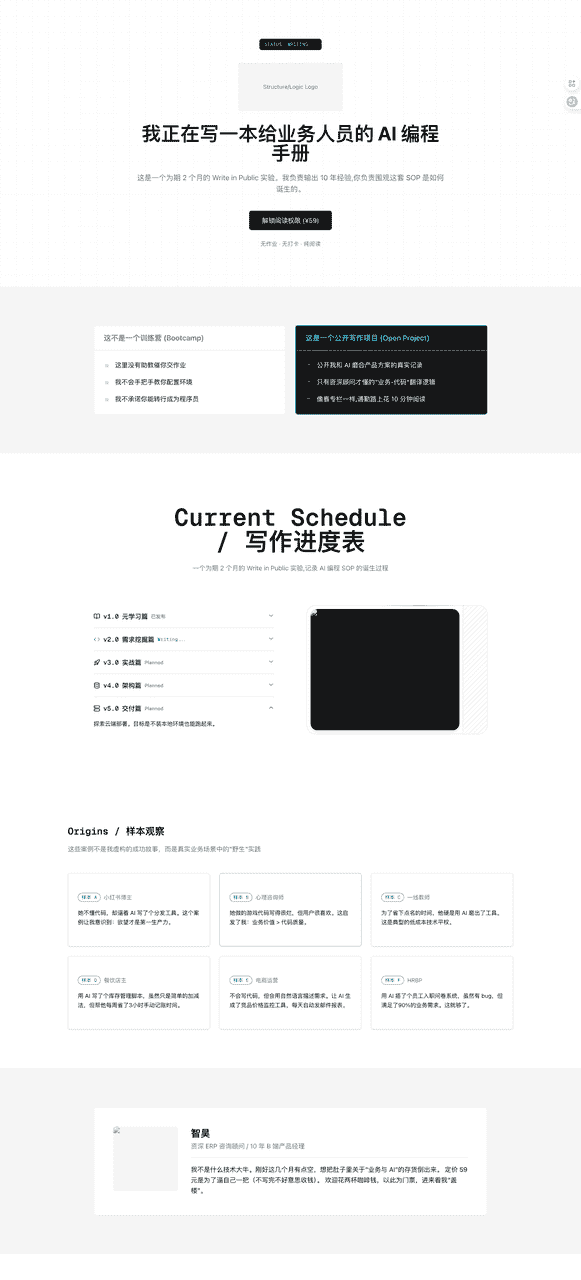 STATUS: WRITING
Structure/Logic Logo
我正在写一本给业务人员的 AI 编程
手册
这是一个为期 2 个月的 Write in Public 实验。我负责输出 10 年经验,你负责围观这套 SOP 是如何
诞生的。
解锁阅读权限 (¥59)
无作业 · 无打卡 · 纯阅读
这不是一个训练营 (Bootcamp)
这里没有助教催你交作业
我不会手把手教你配置环境
我不承诺你能转行成为程序员
这是一个公开写作项目 (Open Project)
公开我和 AI 磨合产品方案的真实记录
只有咨深顾问才懂的"业务-代码"翻译逻辑
像看专栏一样,通勤路上花 10 分钟阅读
Current Schedule
/ 写作进度表
一个为期 2 个月的 Write in Public 实验,记录 AI 编程 SOP 的诞生过程
v1.0 元学习篇 已发布
v2.0 需求挖掘篇 Writing...
v3.0 实战篇 Planned
v4.0 架构篇 Planned
v5.0 交付篇 Planned
探索云端部署。目标是不装本地环境也能跑起来。
Origins / 样本观察
这些案例不是我虚构的成功故事，而是真实业务场景中的"野生"实践
样本 A 小红书博主
她不懂代码，却逼着 AI 写了个分发工具。这个案
例让我意识到：欲望才是第一生产力。
样本 B 心理咨询师
她做的游戏代码写得很烂，但用户很喜欢。这启
发了我：业务价值 > 代码质量。
样本 C 一线教师
为了省下点名的时间，他硬是用 AI 磨出了工具。
这是典型的低成本技术平权。
样本 D 餐饮店主
用 AI 写了个库存管理脚本，虽然只是简单的加减
法，但帮他每周省了3小时手动记账时间。
样本 E 电商运营
不会写代码，但会用自然语言描述需求。让 AI 生
成了竞品价格监控工具，每天自动发邮件报表。
样本 F HRBP
用 AI 搭了个员工入职问卷系统，虽然有 bug，但
满足了90%的业务需求。这就够了。
智昊
资深 ERP 咨询顾问 / 10 年 B 端产品经理
我不是什么技术大牛。刚好这几个月有点空，想把肚子里关于"业务与 AI"的存货倒出来。 定价 59
元是为了逼自己一把（不写完不好意思收钱）。 欢迎花两杯咖啡钱，以此为门票，进来看我"盖
楼"。